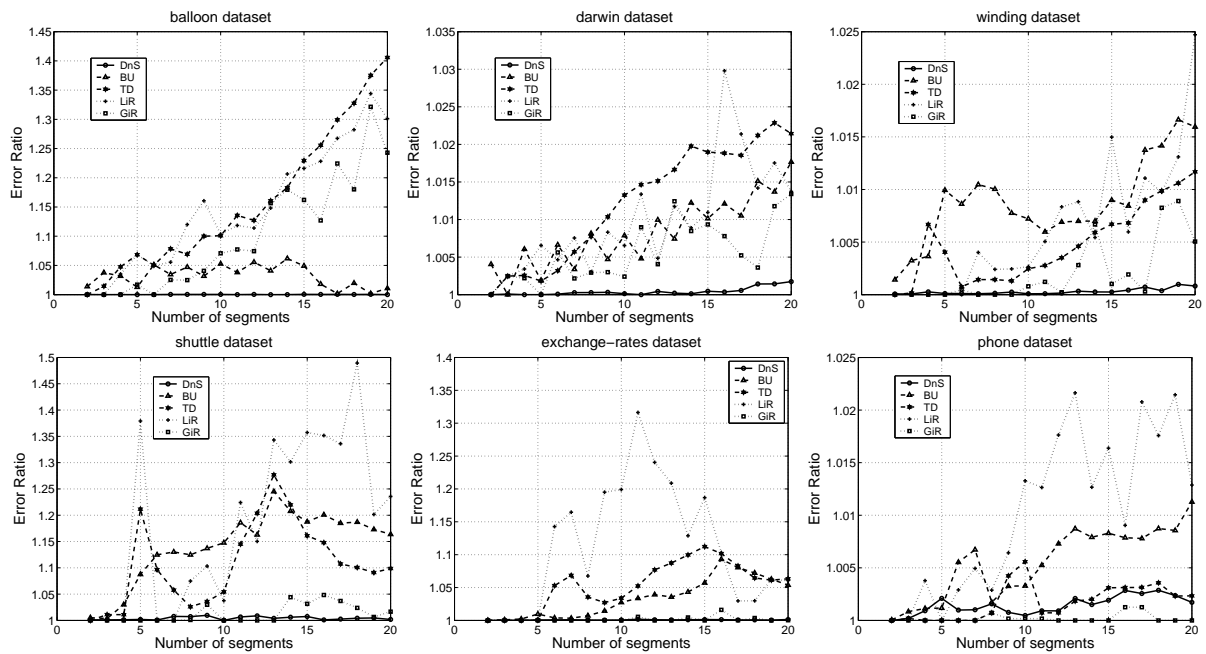 balloon dataset
1.45
1.4
1.35
1.3
1.25
1.2
1.15
1.1
1.05
1
Error Ratio
DnS
BU
TD
LiR
GiR
0 5 10 15 20
Number of segments
darwin dataset
1.035
1.03
1.025
1.02
1.015
1.01
1.005
1
Error Ratio
DnS
BU
TD
LiR
GiR
0 5 10 15 20
Number of segments
winding dataset
1.025
1.02
1.015
1.01
1.005
1
Error Ratio
DnS
BU
TD
LiR
GiR
0 5 10 15 20
Number of segments
shuttle dataset
1.5
1.45
1.4
1.35
1.3
1.25
1.2
1.15
1.1
1.05
1
Error Ratio
DnS
BU
TD
LiR
GiR
0 5 10 15 20
Number of segments
exchange−rates dataset
1.4
1.35
1.3
1.25
1.2
1.15
1.1
1.05
1
Error Ratio
DnS
BU
TD
LiR
GiR
0 5 10 15 20
Number of segments
phone dataset
1.025
1.02
1.015
1.01
1.005
1
Error Ratio
DnS
BU
TD
LiR
GiR
0 5 10 15 20
Number of segments